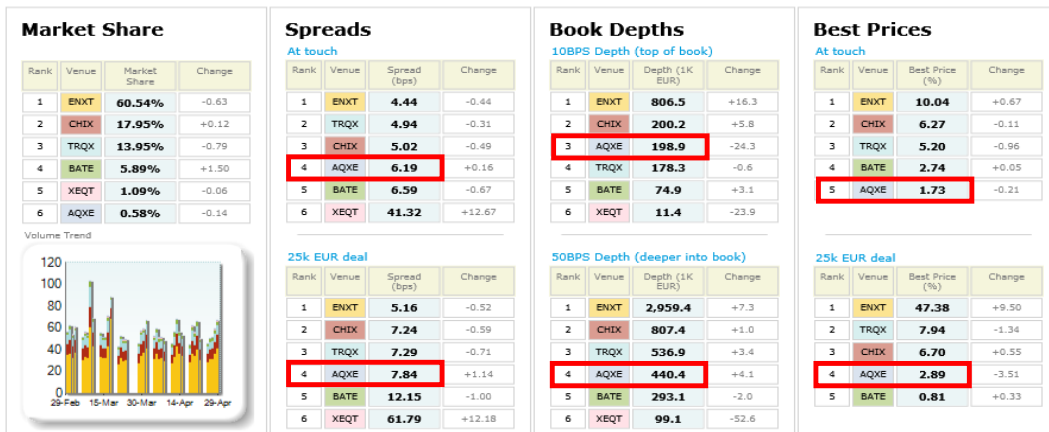 Market Share
Rank Venue Market Share Change
1 ENXT 60.54% -0.63
2 CHIX 17.95% +0.12
3 TRQX 13.95% -0.79
4 BATE 5.89% +1.50
5 XEQT 1.09% -0.06
6 AQXE 0.58% -0.14
Volume Trend
120
100
80
60
40
20
0
29-Feb 15-Mar 30-Mar 14-Apr 29-Apr
Spreads
At touch
Rank Venue Spread (bps) Change
1 ENXT 4.44 -0.44
2 TRQX 4.94 -0.31
3 CHIX 5.02 -0.49
4 AQXE 6.19 +0.16
5 BATE 6.59 -0.67
6 XEQT 41.32 +12.67
25k EUR deal
Rank Venue Spread (bps) Change
1 ENXT 5.16 -0.52
2 CHIX 7.24 -0.59
3 TRQX 7.29 -0.71
4 AQXE 7.84 +1.14
5 BATE 12.15 -1.00
6 XEQT 61.79 +12.18
Book Depths
10BPS Depth (top of book)
Rank Venue Depth (1K EUR) Change
1 ENXT 806.5 +16.3
2 CHIX 200.2 +5.8
3 AQXE 198.9 -24.3
4 TRQX 178.3 -0.6
5 BATE 74.9 +3.1
6 XEQT 11.4 -23.9
50BPS Depth (deeper into book)
Rank Venue Depth (1K EUR) Change
1 ENXT 2,959.4 +7.3
2 CHIX 807.4 +1.0
3 TRQX 536.9 +3.4
4 AQXE 440.4 +4.1
5 BATE 293.1 -2.0
6 XEQT 99.1 -52.6
Best Prices
At touch
Rank Venue Best Price (%) Change
1 ENXT 10.04 +0.67
2 CHIX 6.27 -0.11
3 TRQX 5.20 -0.96
4 BATE 2.74 +0.05
5 AQXE 1.73 -0.21
25k EUR deal
Rank Venue Best Price (%) Change
1 ENXT 47.38 +9.50
2 TRQX 7.94 -1.34
3 CHIX 6.70 +0.55
4 AQXE 2.89 -3.51
5 BATE 0.81 +0.33